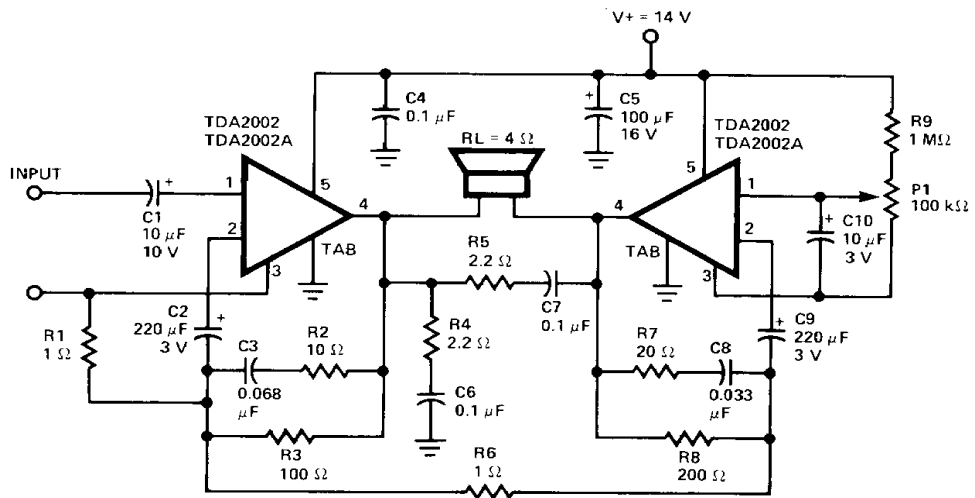 V+ = 14 V
C4
0.1 μF
+
C5
100 μF
16 V
TDA2002
TDA2002A
RL = 4 Ω
TDA2002
TDA2002A
R9
1 MΩ
INPUT
+
C1
10 μF
10 V
1
2
3
5
4
TAB
4
5
1
2
3
TAB
+
C10
10 μF
3 V
P1
100 kΩ
R5
2.2 Ω
C7
0.1 μF
R1
1 Ω
C2
220 μF
3 V
+
R4
2.2 Ω
C9
220 μF
3 V
+
C3
0.068
μF
R2
10 Ω
C6
0.1 μF
R7
20 Ω
C8
0.033
μF
R3
100 Ω
R6
1 Ω
R8
200 Ω